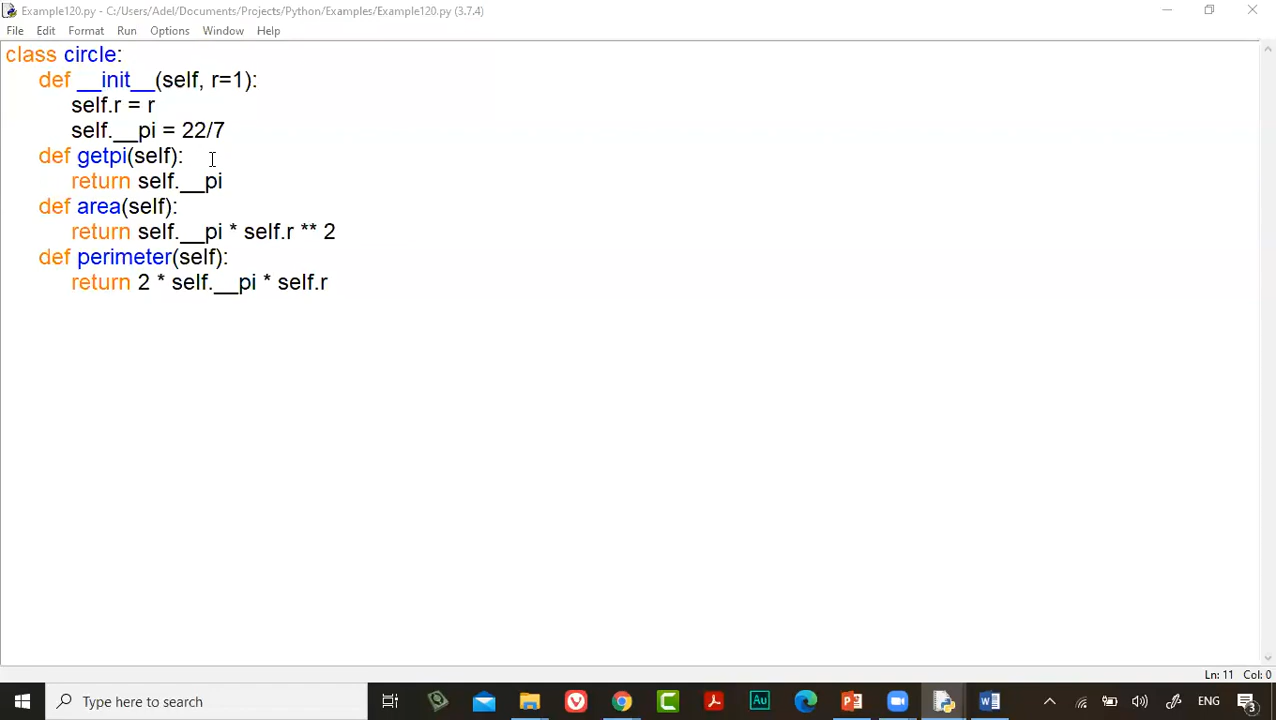 Example120.py - C:/Users/Adel/Documents/Projects/Python/Examples/Example120.py (3.7.4)
File Edit Format Run Options Window Help
class circle:
def __init__(self, r=1):
self.r = r
self.__pi = 22/7
def getpi(self):
return self.__pi
def area(self):
return self.__pi * self.r ** 2
def perimeter(self):
return 2 * self.__pi * self.r
Ln: 11 Col: 0
Type here to search
Au
ENG
3